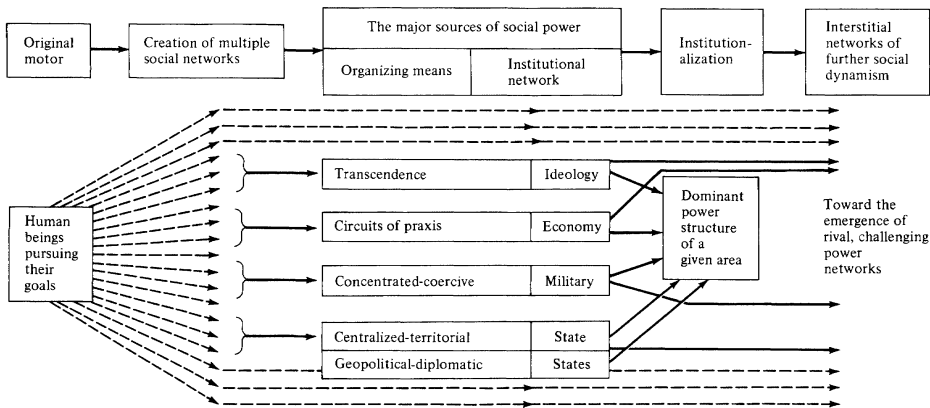 Original
motor
Creation of multiple
social networks
The major sources of social power
Organizing means
Institutional
network
Institution-
alization
Interstitial
networks of
further social
dynamism
Human
beings
pursuing
their
goals
Transcendence
Ideology
Circuits of praxis
Economy
Concentrated-coercive
Military
Centralized-territorial
State
Geopolitical-diplomatic
States
Dominant
power
structure
of a
given area
Toward the
emergence of
rival, challenging
power
networks